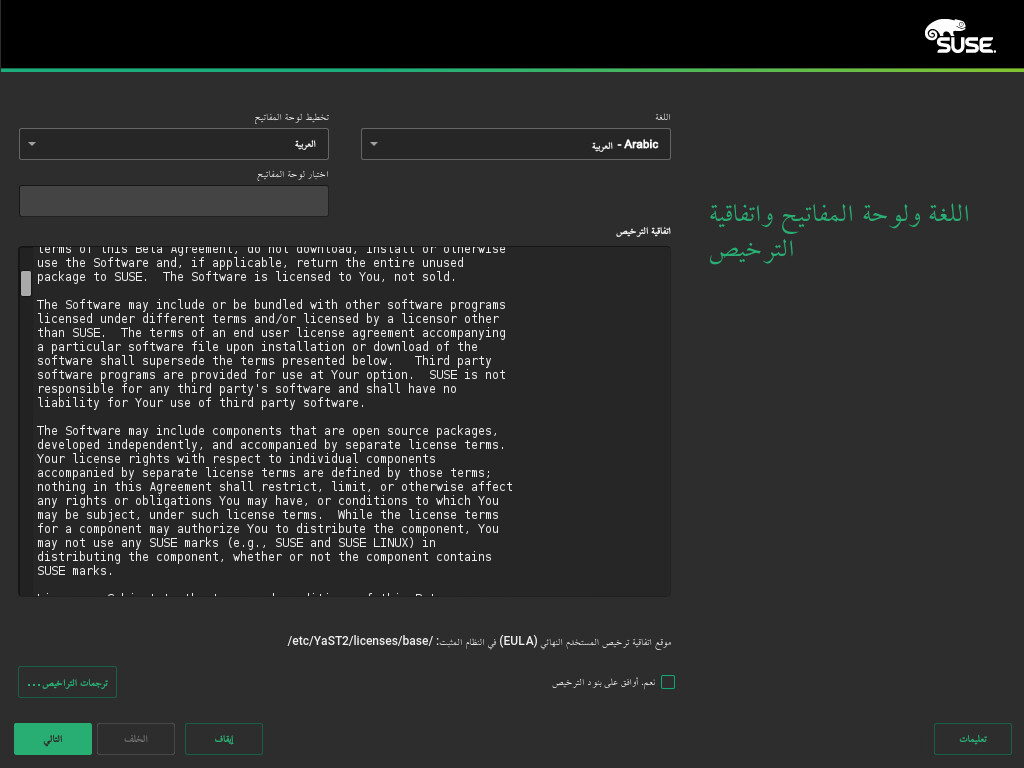 SUSE
اللغة ولوحة المفاتيح واتفاقية
الترخيص
اللغة
Arabic - العربية
تخطيط لوحة المفاتيح
العربية
اختبار لوحة المفاتيح
اتفاقية الترخيص
terms of this Beta Agreement, do not download, install or otherwise
use the Software and, if applicable, return the entire unused
package to SUSE.  The Software is licensed to You, not sold.
The Software may include or be bundled with other software programs
licensed under different terms and/or licensed by a licensor other
than SUSE.  The terms of an end user license agreement accompanying
a particular software file upon installation or download of the
software shall supersede the terms presented below.   Third party
software programs are provided for use at Your option.  SUSE is not
responsible for any third party's software and shall have no
liability for Your use of third party software.
The Software may include components that are open source packages,
developed independently, and accompanied by separate license terms.
Your license rights with respect to individual components
accompanied by separate license terms are defined by those terms;
nothing in this Agreement shall restrict, limit, or otherwise affect
any rights or obligations You may have, or conditions to which You
may be subject, under such license terms.  While the license terms
for a component may authorize You to distribute the component, You
may not use any SUSE marks (e.g., SUSE and SUSE LINUX) in
distributing the component, whether or not the component contains
SUSE marks.
موقع اتفاقية ترخيص المستخدم النهائي (EULA) في النظام المثبت: /etc/YaST2/licenses/base/
نعم. أوافق على بنود الترخيص
ترجمات التراخيص...
تعليمات
إيقاف
الخلف
التالي